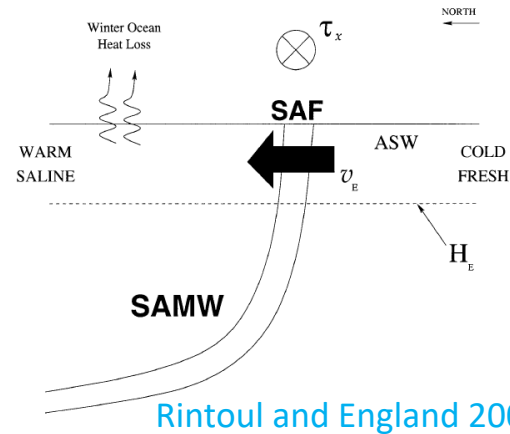 Winter Ocean
Heat Loss
τx
NORTH
SAF
WARM
SALINE
ASW
COLD
FRESH
vE
HE
SAMW
Rintoul and England 200